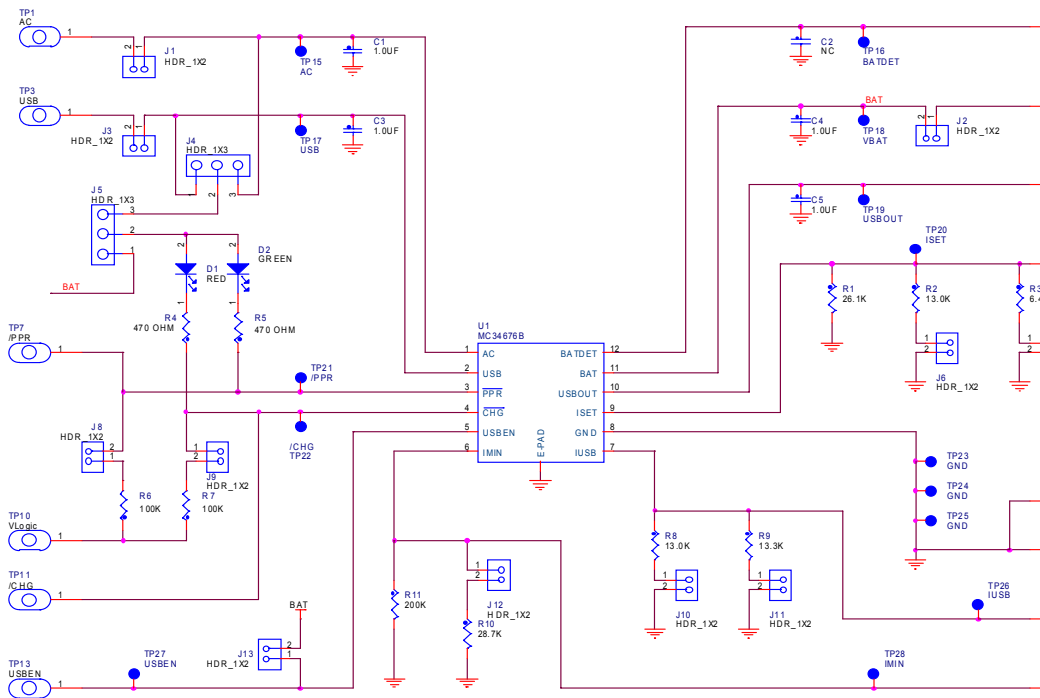 TP1
AC
1
2
1
J1
HDR_1X2
TP15
AC
C1
1.0UF
C2
NC
TP16
BATDET
TP3
USB
1
2
1
J3
HDR_1X2
TP17
USB
C3
1.0UF
C4
1.0UF
BAT
TP18
VBAT
2
1
J2
HDR_1X2
J4
HDR_1X3
1
2
3
J5
HDR_1X3
3
2
1
BAT
C5
1.0UF
TP19
USBOUT
TP20
ISET
2
D1
RED
1
2
D2
GREEN
1
R4
470 OHM
R5
470 OHM
R1
26.1K
R2
13.0K
R3
1
2
J6
HDR_1X2
1
2
TP7
/PPR
1
TP21
/PPR
U1
MC34676B
1
AC
2
USB
3
PPR
4
CHG
5
USBEN
6
IMIN
E-PAD
BATDET
12
BAT
11
USBOUT
10
ISET
9
GND
8
IUSB
7
/CHG
TP22
J8
HDR_1X2
2
1
1
2
J9
HDR_1X2
R6
100K
R7
100K
TP23
GND
TP24
GND
TP25
GND
TP10
VLogic
1
TP11
/CHG
1
R8
13.0K
R9
13.3K
1
2
J10
HDR_1X2
1
2
J11
HDR_1X2
TP26
IUSB
R11
200K
1
2
J12
HDR_1X2
R10
28.7K
BAT
J13
HDR_1X2
2
1
TP13
USBEN
1
TP27
USBEN
TP28
IMIN